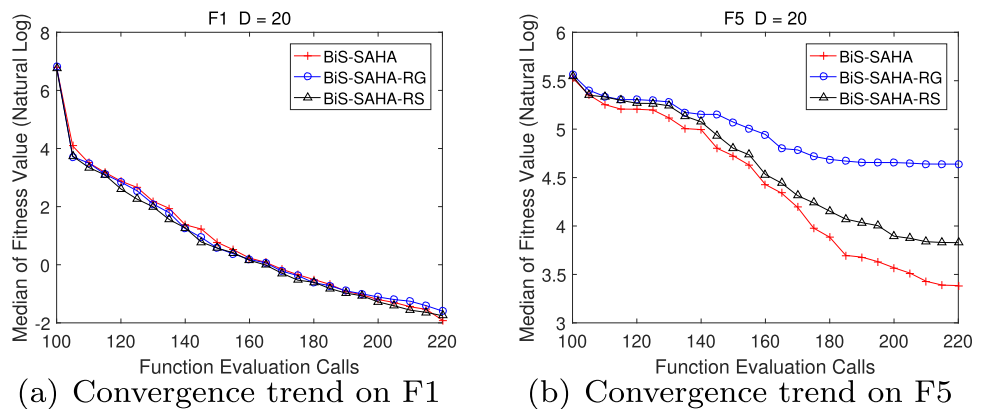 F1 D = 20
Median of Fitness Value (Natural Log)
8
6
4
2
0
-2
BiS-SAHA
BiS-SAHA-RG
BiS-SAHA-RS
100 120 140 160 180 200 220
Function Evaluation Calls
(a) Convergence trend on F1
F5 D = 20
Median of Fitness Value (Natural Log)
6
5.5
5
4.5
4
3.5
3
BiS-SAHA
BiS-SAHA-RG
BiS-SAHA-RS
100 120 140 160 180 200 220
Function Evaluation Calls
(b) Convergence trend on F5